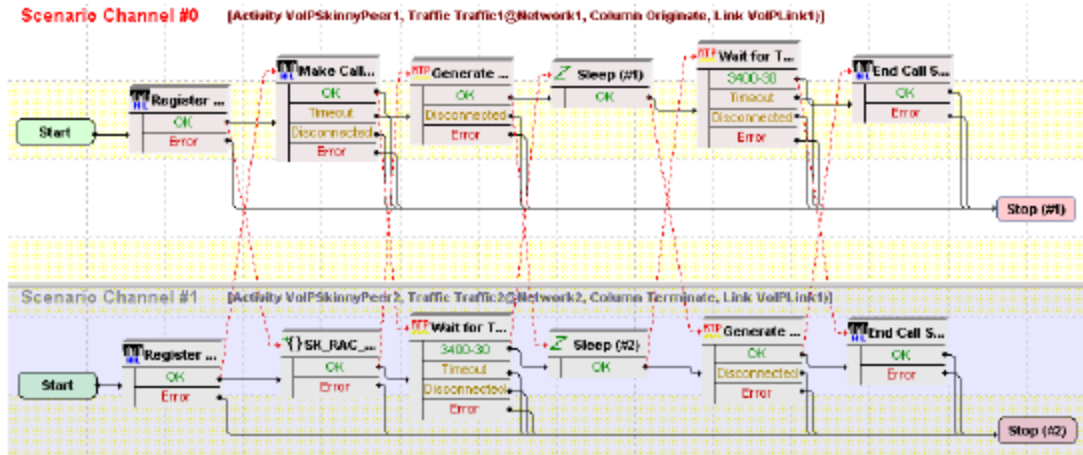 Scenario Channel #0 [Activity VoIPSkinnyPeer1, Traffic Traffic1@Network1, Column Originate, Link VoIPLink1)]
Start
Register ...
OK
Error
Make Call...
OK
Timeout
Disconnected
Error
Generate ...
OK
Disconnected
Error
Sleep (#1)
OK
Wait for T...
3400-30
Timeout
Disconnected
Error
End Call S...
OK
Error
Stop (#1)
Scenario Channel #1 [Activity VoIPSkinnyPeer2, Traffic Traffic2@Network2, Column Terminate, Link VoIPLink1)]
Start
Register ...
OK
Error
SK_RAC_...
OK
Error
Wait for T...
3400-30
Timeout
Disconnected
Error
Sleep (#2)
OK
Generate ...
OK
Disconnected
Error
End Call S...
OK
Error
Stop (#2)